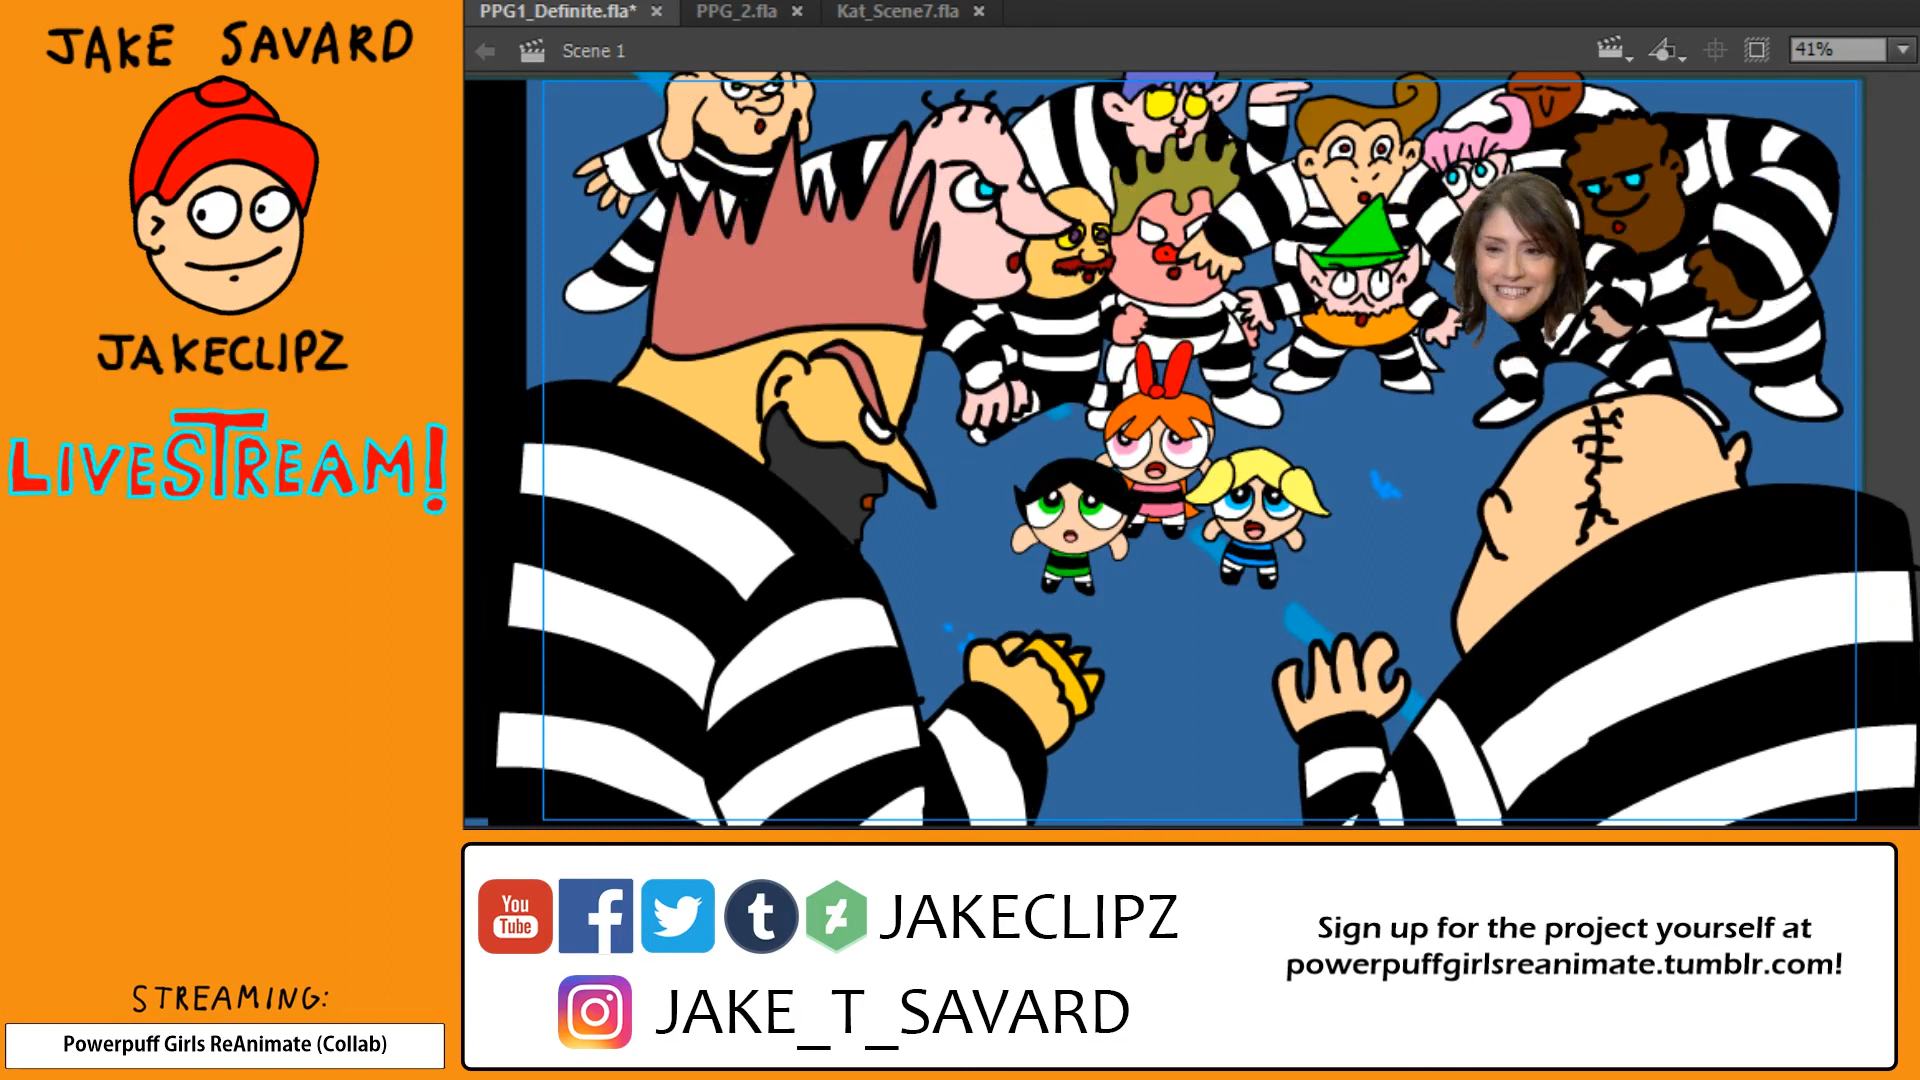 JAKE SAVARD
JAKECLIPZ
LIVESTREAM!
STREAMING:
Powerpuff Girls ReAnimate (Collab)
PPG1_Definite.fla*
PPG_2.fla
Kat_Scene7.fla
Scene 1
41%
You
Tube
JAKECLIPZ
JAKE_T_SAVARD
Sign up for the project yourself at
powerpuffgirlsreanimate.tumblr.com!